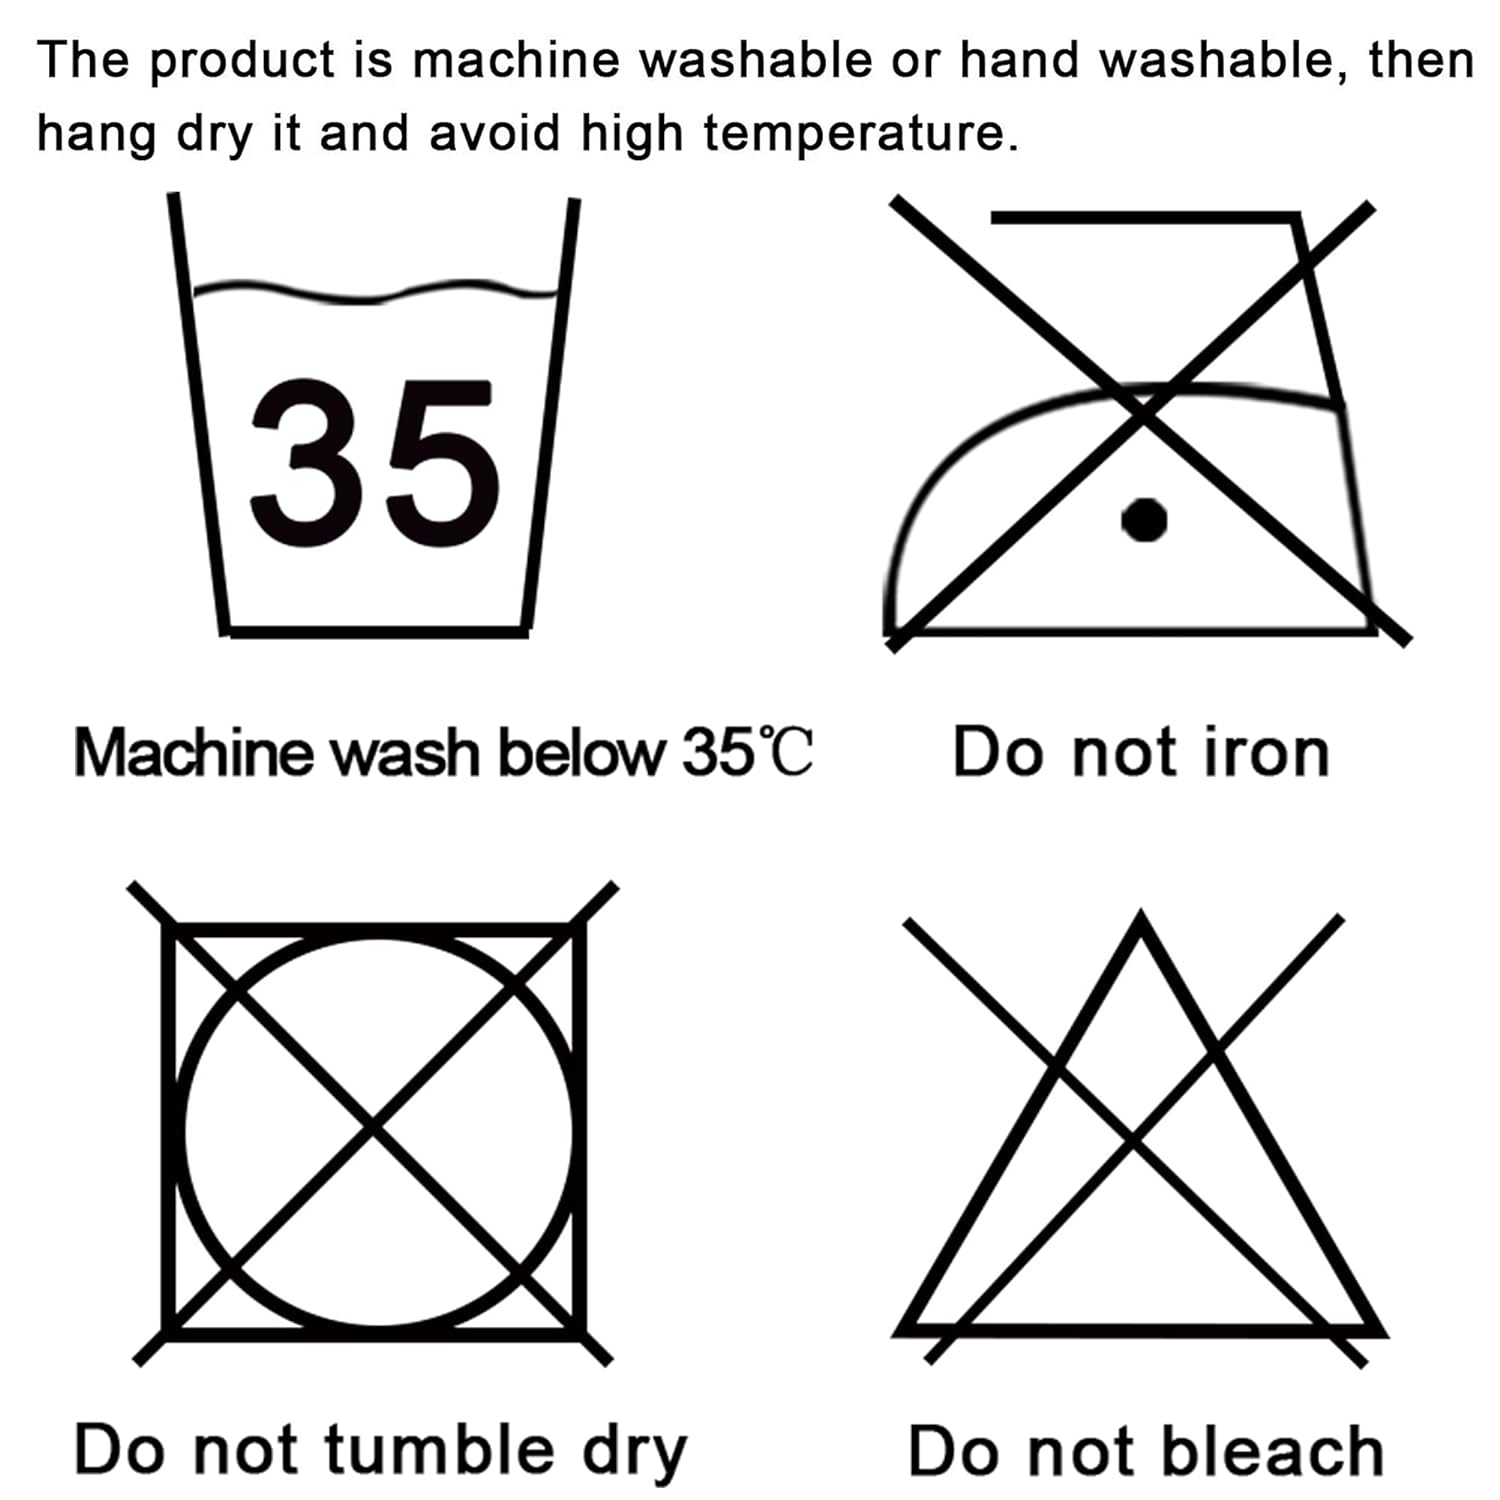 The product is machine washable or hand washable, then
hang dry it and avoid high temperature.
35
Machine wash below 35℃
Do not iron
Do not tumble dry
Do not bleach